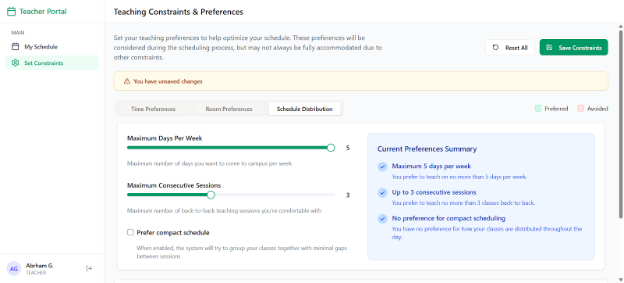 Teacher Portal
MAIN
My Schedule
Set Constraints
AG
Abrham G.
TEACHER
Teaching Constraints & Preferences
Set your teaching preferences to help optimize your schedule. These preferences will be
considered during the scheduling process, but may not always be fully accommodated due to
other constraints.
Reset All
Save Constraints
You have unsaved changes
Time Preferences
Room Preferences
Schedule Distribution
Preferred
Avoided
Maximum Days Per Week
5
Maximum number of days you want to come to campus per week
Maximum Consecutive Sessions
3
Maximum number of back-to-back teaching sessions you're comfortable with
Prefer compact schedule
When enabled, the system will try to group your classes together with minimal gaps
between sessions
Current Preferences Summary
Maximum 5 days per week
You prefer to teach on no more than 5 days per week.
Up to 3 consecutive sessions
You prefer to teach no more than 3 classes back-to-back.
No preference for compact scheduling
You have no preference for how your classes are distributed throughout the
day.